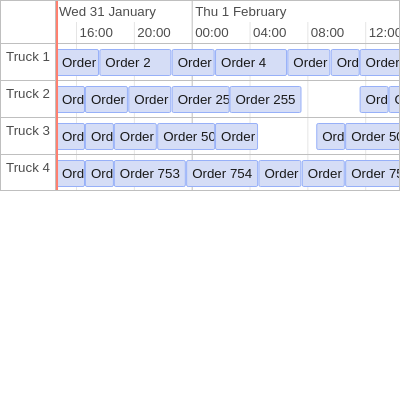 Wed 31 January Thu 1 February
16:00 20:00 00:00 04:00 08:00 12:00
Truck 1 Order Order 2 Order Order 4 Order Ord Order
Truck 2 Ord Order Order Order 25 Order 255 Ord
Truck 3 Ord Ord Order Order 50 Order Ord Order 50
Truck 4 Ord Ord Order 753 Order 754 Order Order Order 75